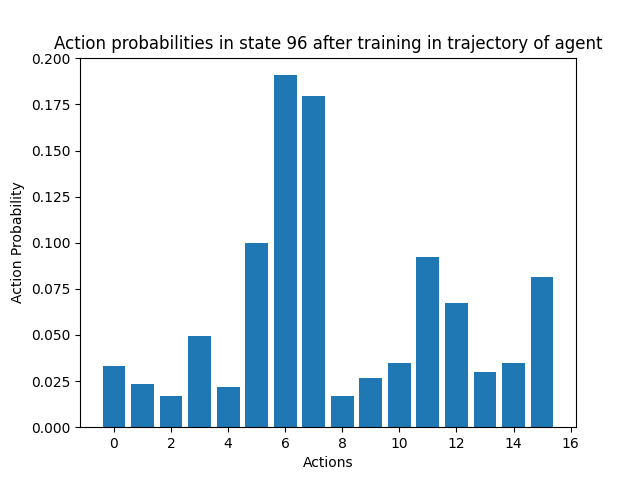 Action probabilities in state 96 after training in trajectory of agent
0.200
0.175
0.150
0.125
0.100
0.075
0.050
0.025
0.000
Action Probability
0 2 4 6 8 10 12 14 16
Actions